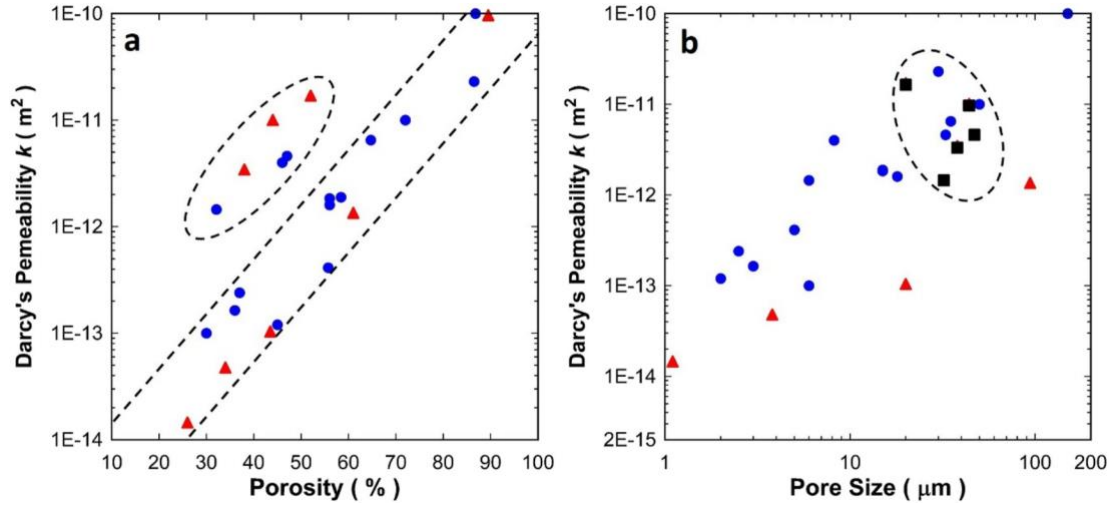 a
1E-10
1E-11
1E-12
1E-13
1E-14
Darcy's Pemeability k ( m²)
10 20 30 40 50 60 70 80 90 100
Porosity ( % )
b
1E-10
1E-11
1E-12
1E-13
1E-14
2E-15
Darcy's Pemeability k ( m²)
1 10 100 200
Pore Size ( μm )